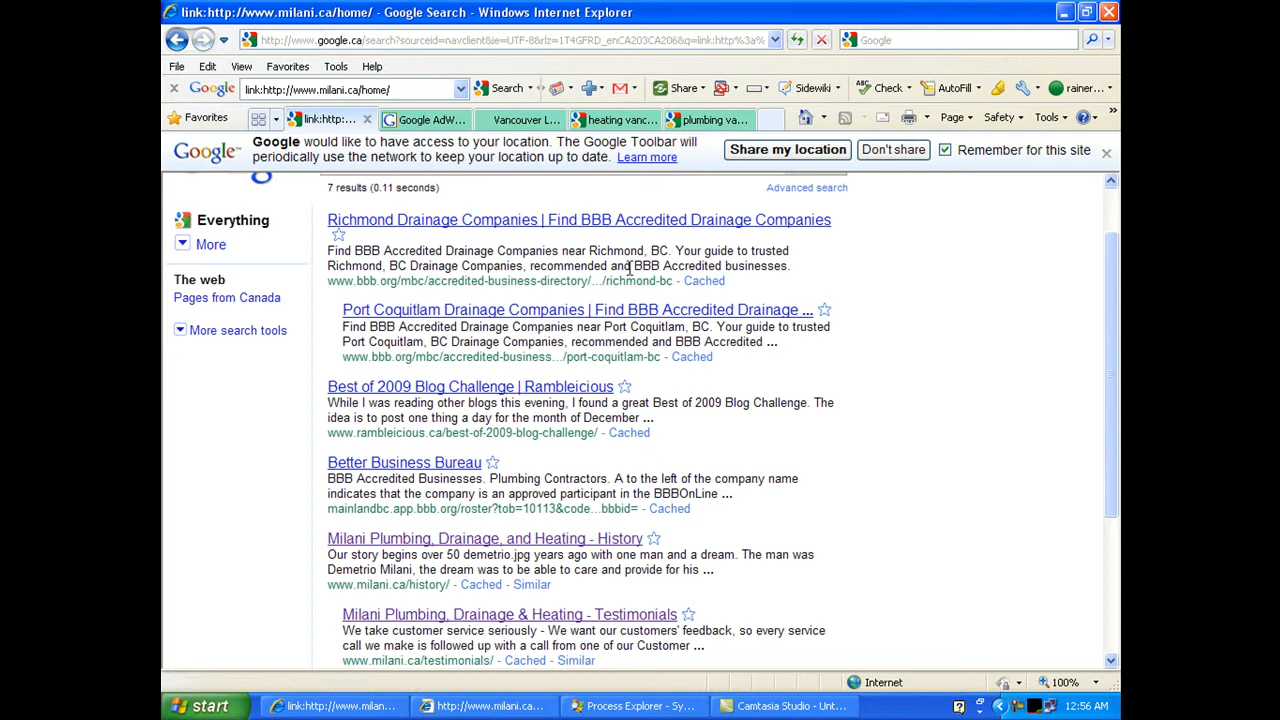 link:http://www.milani.ca/home/ - Google Search - Windows Internet Explorer
http://www.google.ca/search?sourceid=navclient&ie=UTF-8&rlz=1T4GFRD_enCA203CA206&q=link:http%3a%
Google
File Edit View Favorites Tools Help
Google link:http://www.milani.ca/home/ Search Share Sidewiki Check AutoFill rainer...
Favorites link:http:... Google AdW... Vancouver L... heating vanc... plumbing va... Page Safety Tools
Google would like to have access to your location. The Google Toolbar
will periodically use the network to keep your location up to date. Learn more
Share my location Don't share Remember for this site
7 results (0.11 seconds) Advanced search
Everything
More
The web
Pages from Canada
More search tools
Richmond Drainage Companies | Find BBB Accredited Drainage Companies
Find BBB Accredited Drainage Companies near Richmond, BC. Your guide to trusted
Richmond, BC Drainage Companies, recommended and BBB Accredited businesses.
www.bbb.org/mbc/accredited-business-directory/.../richmond-bc - Cached
Port Coquitlam Drainage Companies | Find BBB Accredited Drainage ...
Find BBB Accredited Drainage Companies near Port Coquitlam, BC. Your guide to trusted
Port Coquitlam, BC Drainage Companies, recommended and BBB Accredited ...
www.bbb.org/mbc/accredited-business.../port-coquitlam-bc - Cached
Best of 2009 Blog Challenge | Rambleicious
While I was reading other blogs this evening, I found a great Best of 2009 Blog Challenge. The
idea is to post one thing a day for the month of December ...
www.rambleicious.ca/best-of-2009-blog-challenge/ - Cached
Better Business Bureau
BBB Accredited Businesses. Plumbing Contractors. A to the left of the company name
indicates that the company is an approved participant in the BBBOnLine ...
mainlandbc.app.bbb.org/roster?tob=10113&code...bbbid= - Cached
Milani Plumbing, Drainage, and Heating - History
Our story begins over 50 demetrio.jpg years ago with one man and a dream. The man was
Demetrio Milani, the dream was to be able to care and provide for his ...
www.milani.ca/history/ - Cached - Similar
Milani Plumbing, Drainage & Heating - Testimonials
We take customer service seriously - We want our customers' feedback, so every service
call we make is followed up with a call from one of our Customer ...
www.milani.ca/testimonials/ - Cached - Similar
Internet 100%
start link:http://www.milan... http://www.milani.c... Process Explorer - Sy... Camtasia Studio - Unt... 12:56 AM